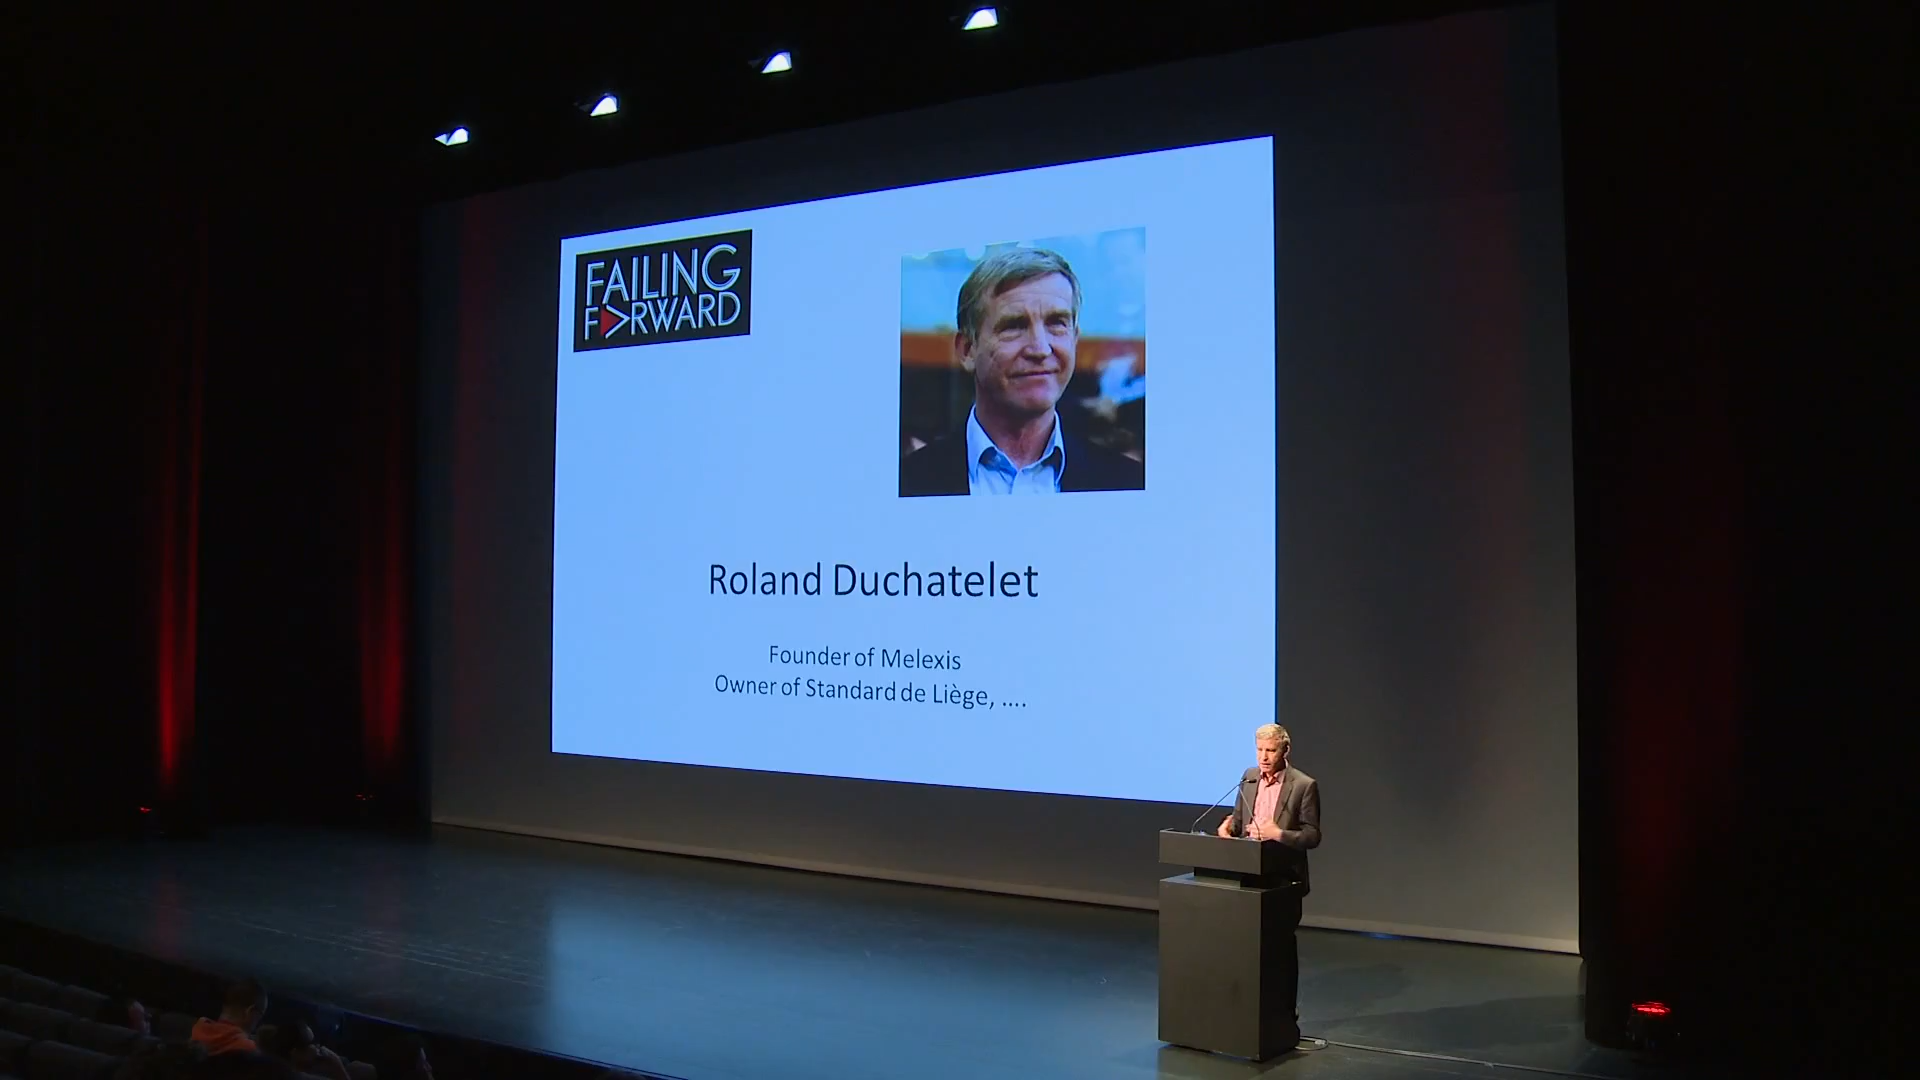 FAILING
FORWARD
Roland Duchatelet
Founder of Melexis
Owner of Standard de Liège, ....